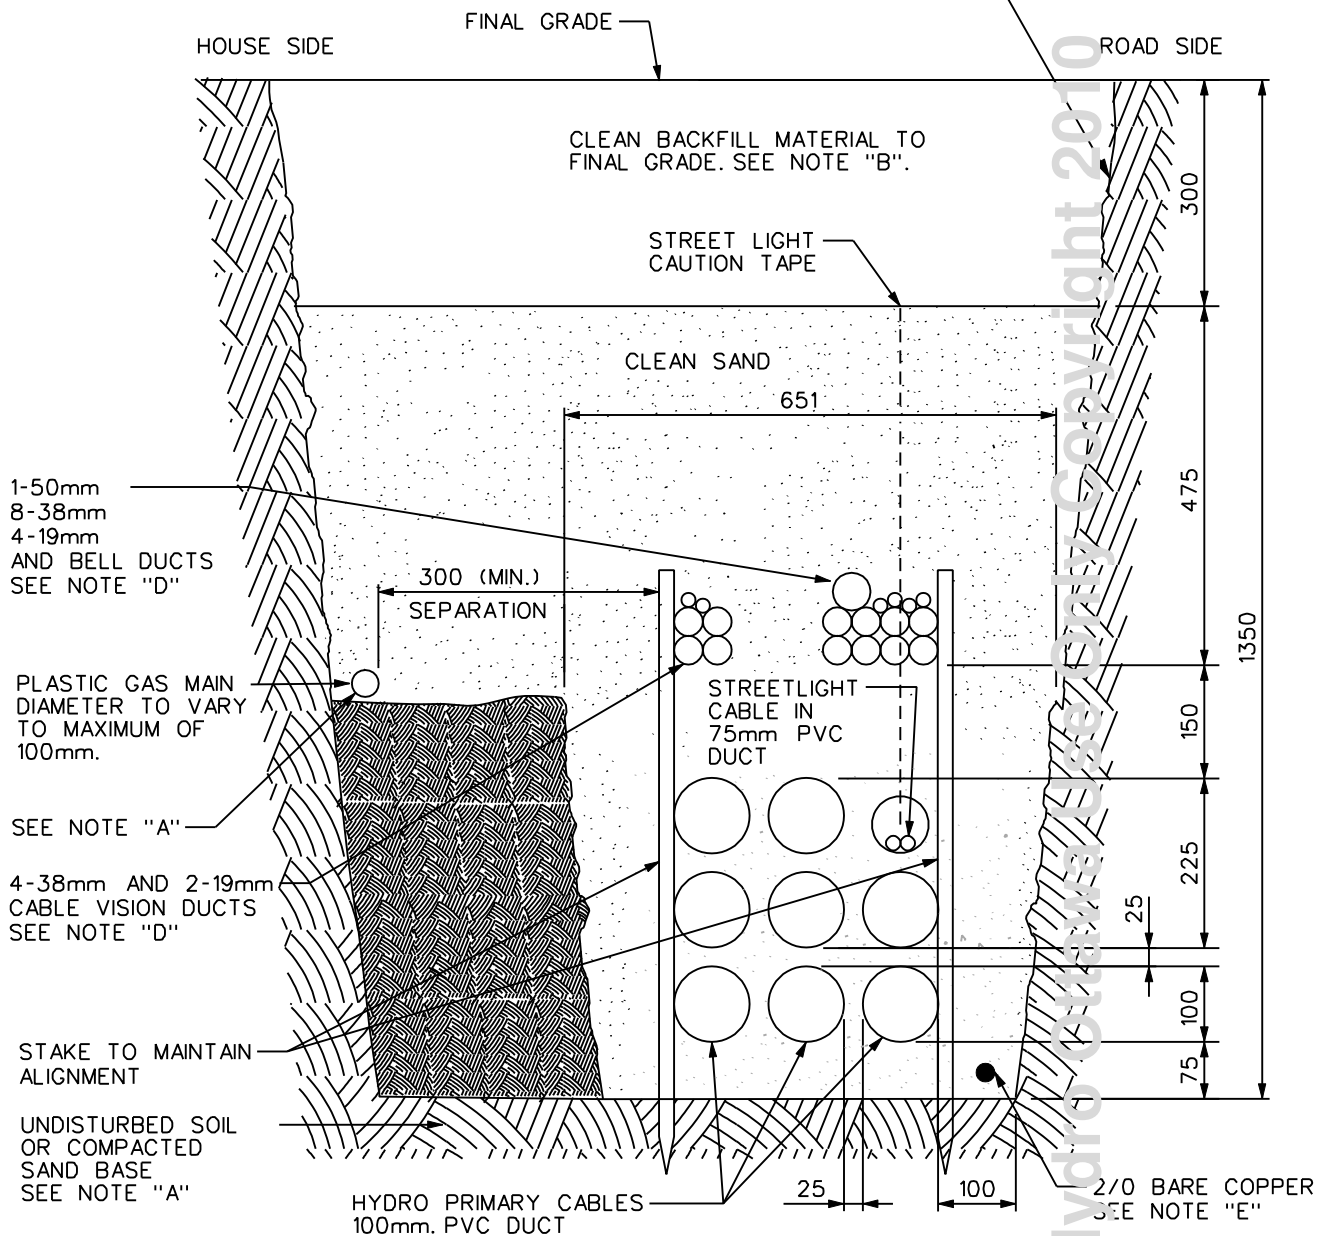 FINAL GRADE
HOUSE SIDE
ROAD SIDE
CLEAN BACKFILL MATERIAL TO
FINAL GRADE. SEE NOTE "B".
300
STREET LIGHT
CAUTION TAPE
CLEAN SAND
651
475
1-50mm
8-38mm
4-19mm
AND BELL DUCTS
SEE NOTE "D"
300 (MIN.)
SEPARATION
1350
PLASTIC GAS MAIN
DIAMETER TO VARY
TO MAXIMUM OF
100mm.
STREETLIGHT
CABLE IN
75mm PVC
DUCT
150
SEE NOTE "A"
225
4-38mm AND 2-19mm
CABLE VISION DUCTS
SEE NOTE "D"
25
100
STAKE TO MAINTAIN
ALIGNMENT
75
UNDISTURBED SOIL
OR COMPACTED
SAND BASE
SEE NOTE "A"
HYDRO PRIMARY CABLES
100mm. PVC DUCT
25
100
2/0 BARE COPPER
SEE NOTE "E"
ydro Ottawa Use Only Copyright 2010